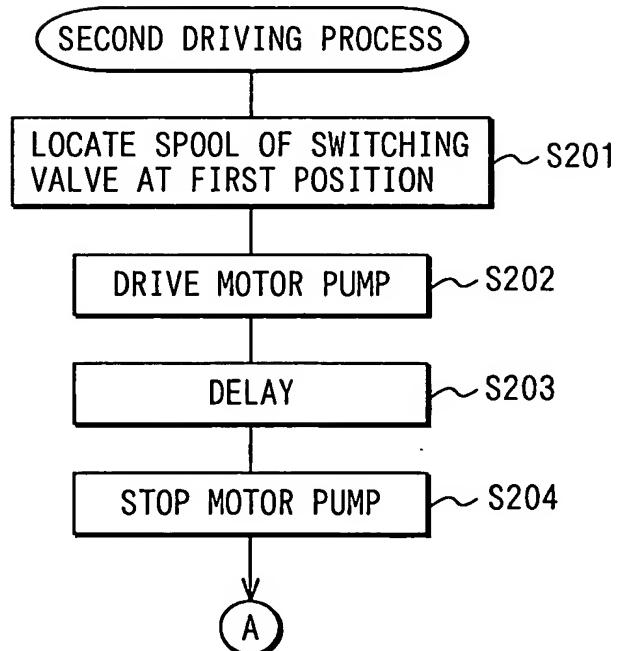 SECOND DRIVING PROCESS
LOCATE SPOOL OF SWITCHING
VALVE AT FIRST POSITION
S201
DRIVE MOTOR PUMP
S202
DELAY
S203
STOP MOTOR PUMP
S204
A